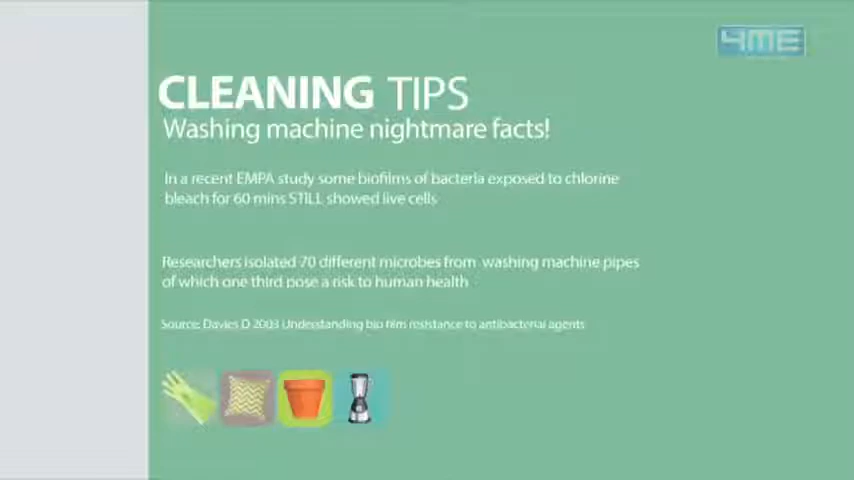 4ME
CLEANING TIPS
Washing machine nightmare facts!
In a recent EMPA study some biofilms of bacteria exposed to chlorine
bleach for 60 mins STILL showed live cells
Researchers isolated 70 different microbes from washing machine pipes
of which one third pose a risk to human health
Source: Davies D 2003 Understanding bio film resistance to antibacterial agents